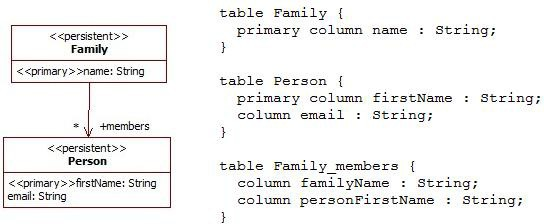 <<persistent>>
Family
<<primary>>name: String
* +members
<<persistent>>
Person
<<primary>>firstName: String
email: String
table Family {
primary column name : String;
}
table Person {
primary column firstName : String;
column email : String;
}
table Family_members {
column familyName : String;
column personFirstName : String;
}